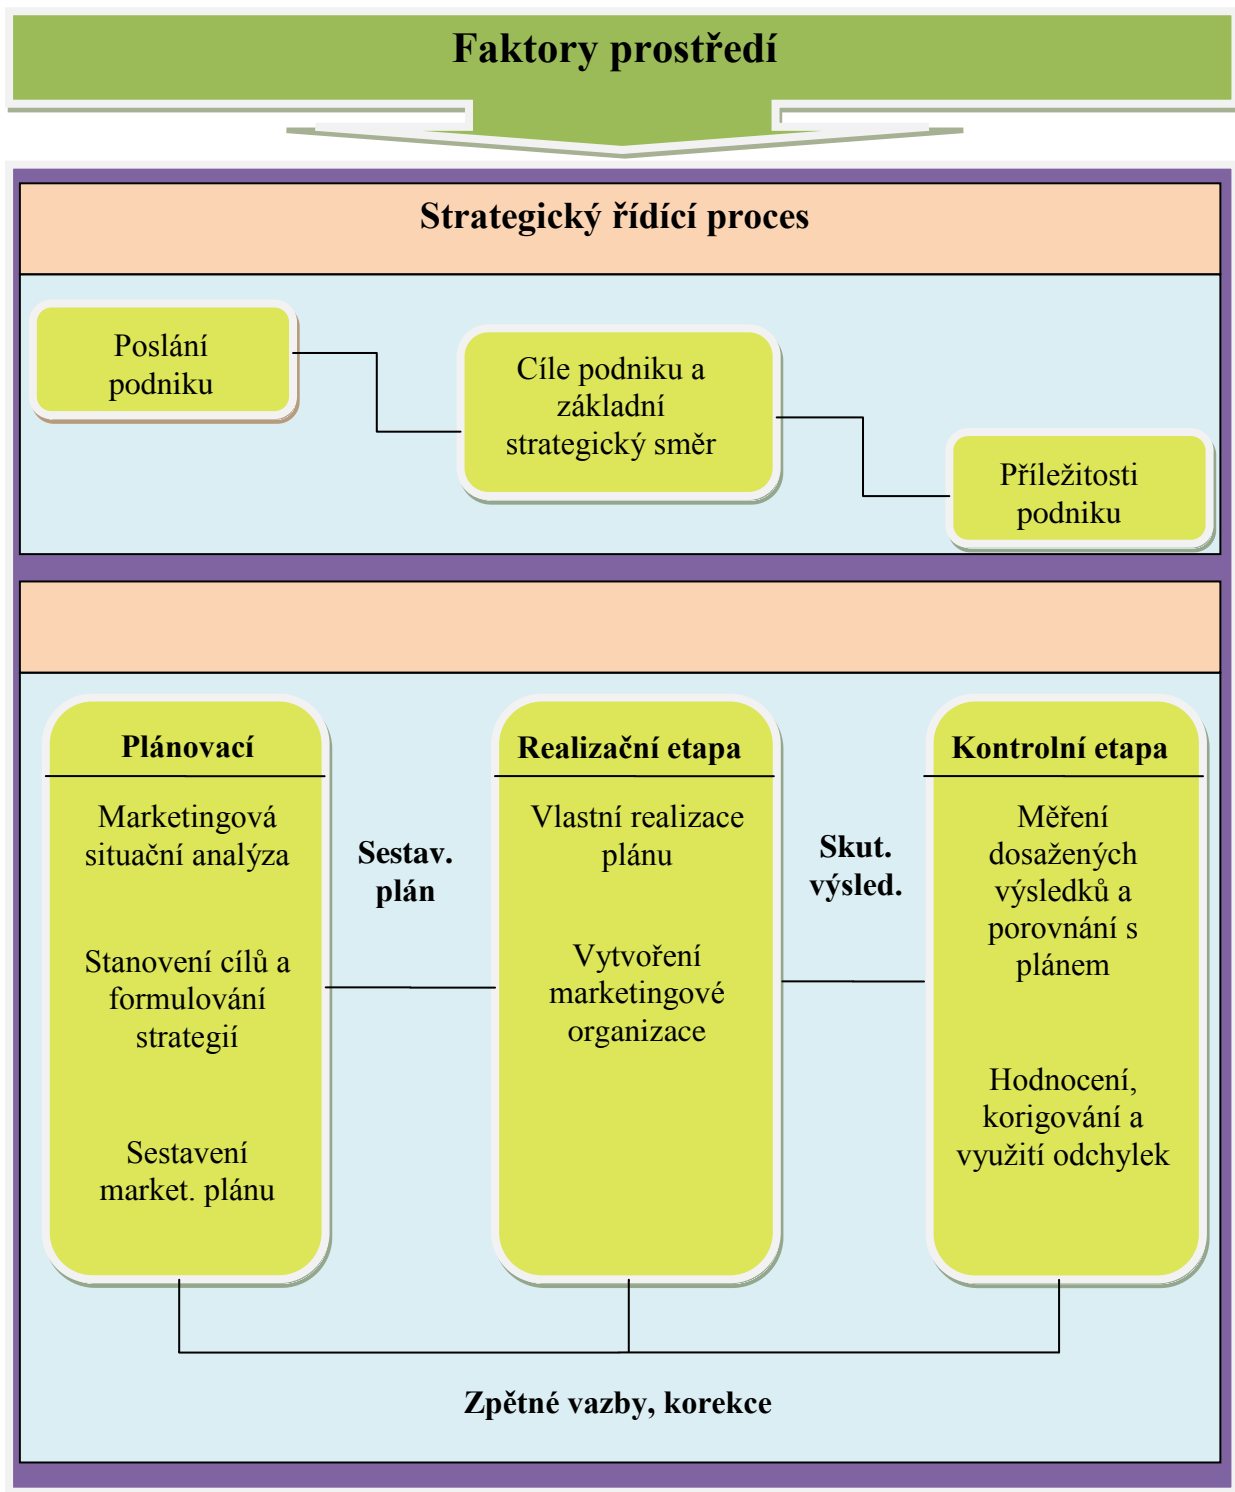 Faktory prostředí
Strategický řídící proces
Poslání
podniku
Cíle podniku a
základní
strategický směr
Příležitosti
podniku
Plánovací
Marketingová
situační analýza
Stanovení cílů a
formulování
strategií
Sestavení
market. plánu
Sestav.
plán
Realizační etapa
Vlastní realizace
plánu
Vytvoření
marketingové
organizace
Skut.
výsled.
Kontrolní etapa
Měření
dosažených
výsledků a
porovnání s
plánem
Hodnocení,
korigování a
využití odchylek
Zpětné vazby, korekce